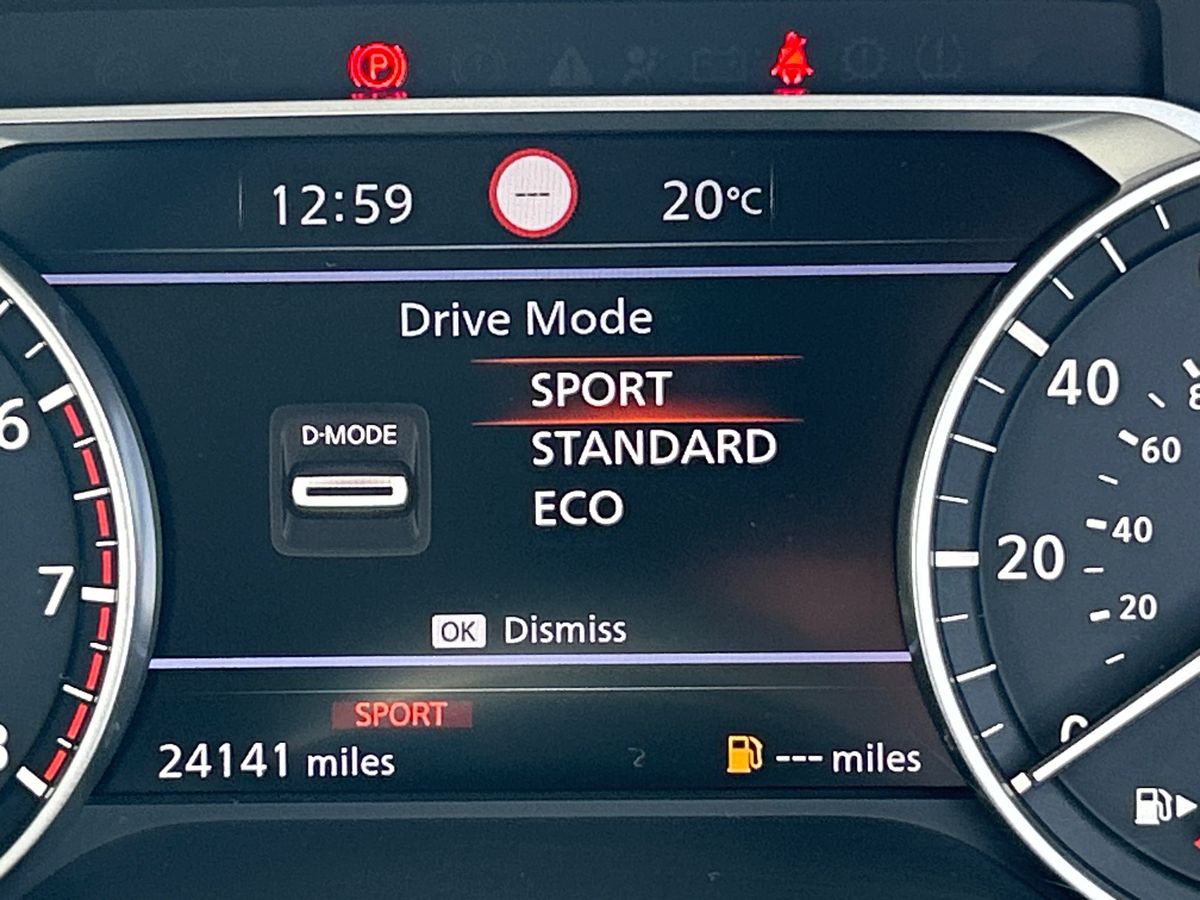 P
12:59 --- 20°C
Drive Mode
SPORT
D-MODE
STANDARD
ECO
OK Dismiss
SPORT
24141 miles --- miles
6
7
40
20
60
40
20